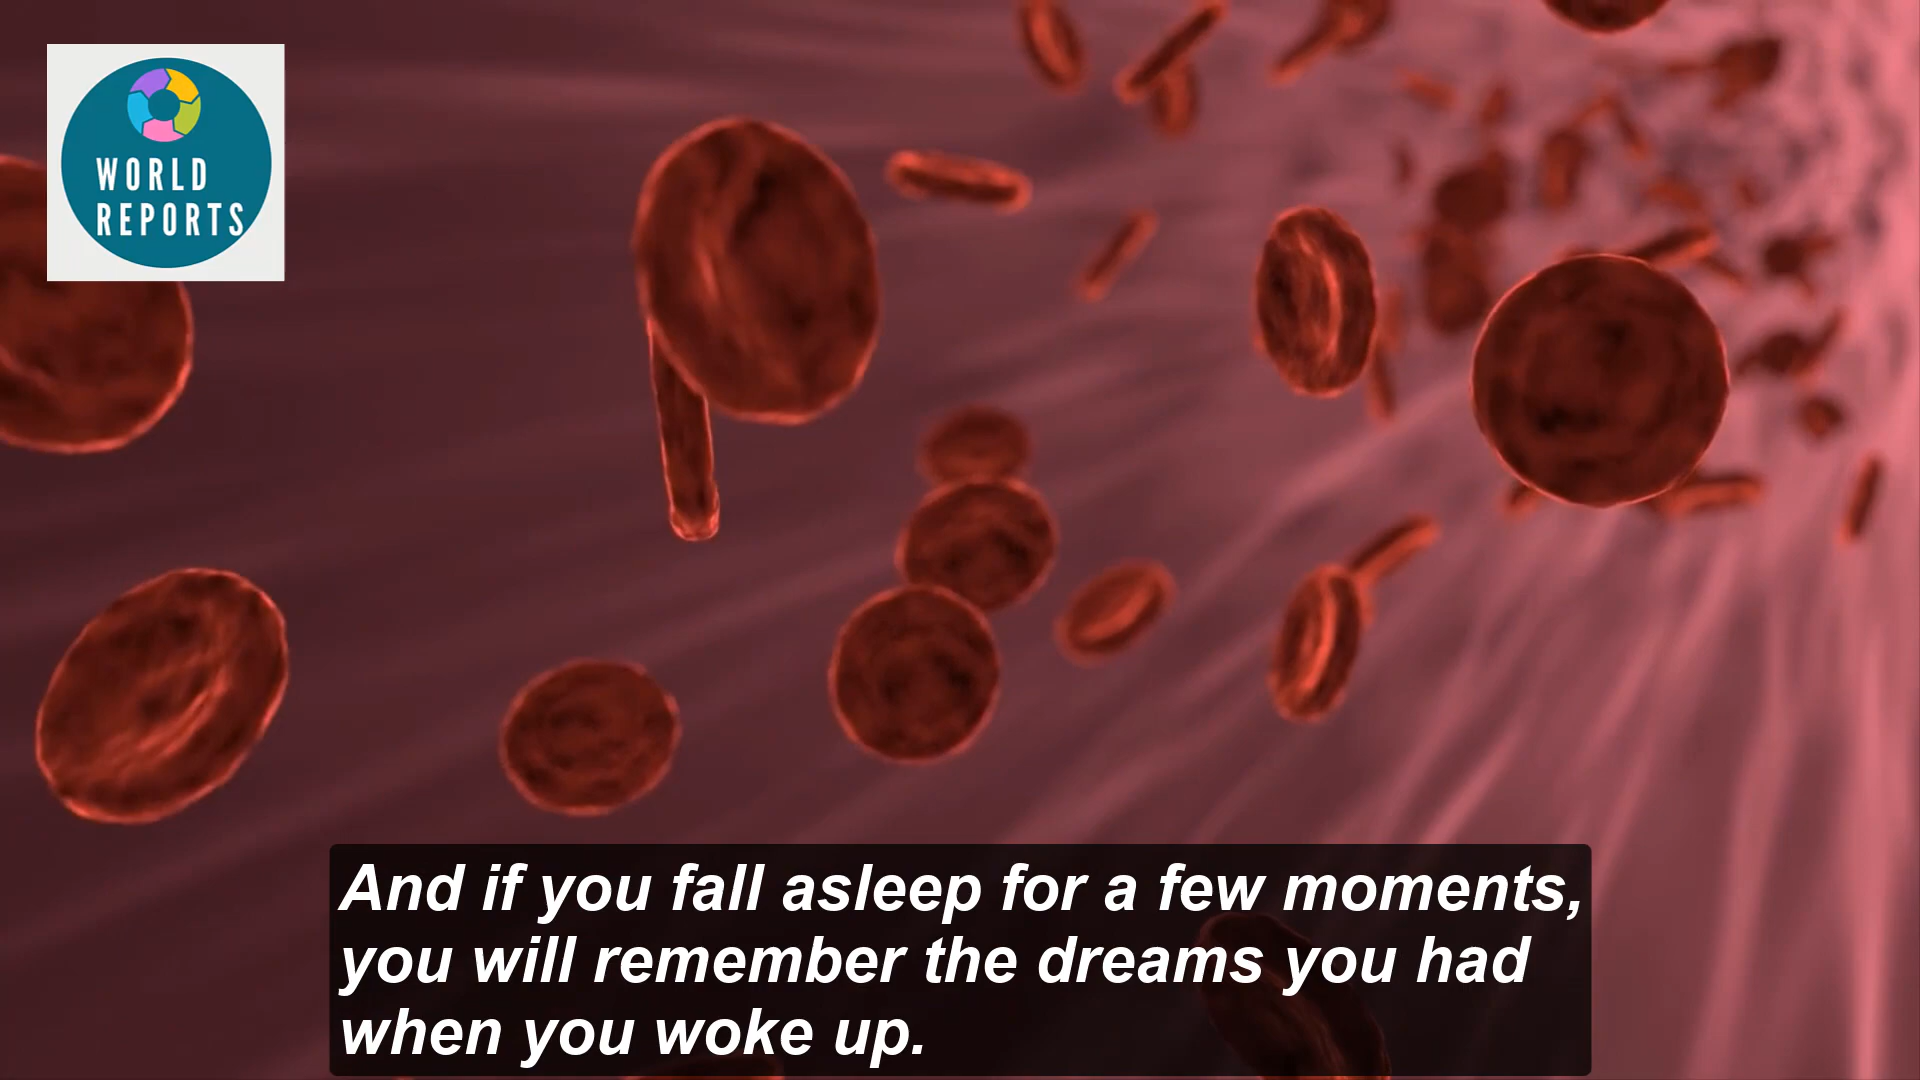 WORLD
REPORTS
And if you fall asleep for a few moments,
you will remember the dreams you had
when you woke up.